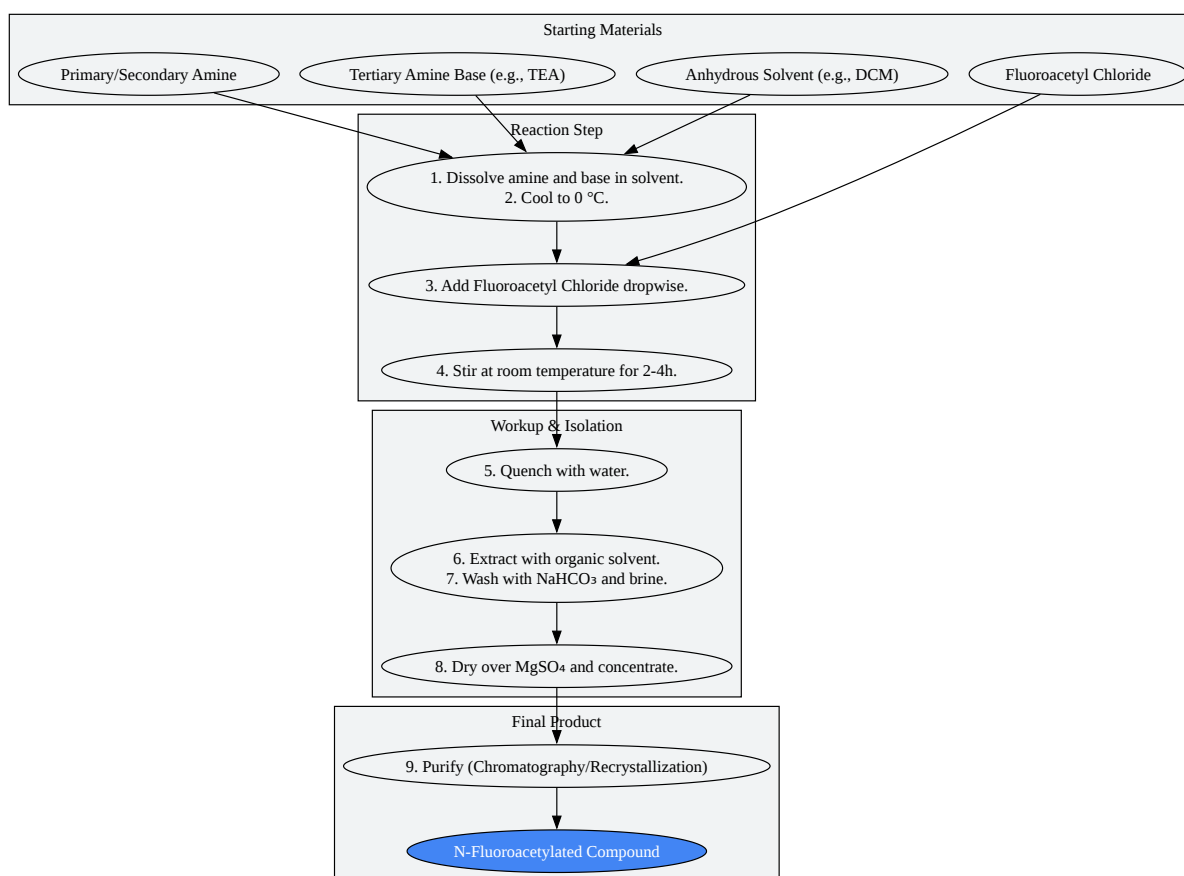 Starting Materials
Primary/Secondary Amine
Tertiary Amine Base (e.g., TEA)
Anhydrous Solvent (e.g., DCM)
Fluoroacetyl Chloride
Reaction Step
1. Dissolve amine and base in solvent.
2. Cool to 0 °C.
3. Add Fluoroacetyl Chloride dropwise.
4. Stir at room temperature for 2-4h.
Workup & Isolation
5. Quench with water.
6. Extract with organic solvent.
7. Wash with NaHCO₃ and brine.
8. Dry over MgSO₄ and concentrate.
Final Product
9. Purify (Chromatography/Recrystallization)
N-Fluoroacetylated Compound